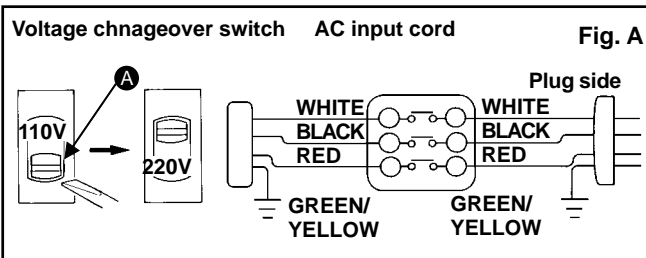 Voltage chnageover switch
AC input cord
Fig. A
A
110V
220V
Plug side
WHITE
WHITE
BLACK
BLACK
RED
RED
GREEN/
YELLOW
GREEN/
YELLOW